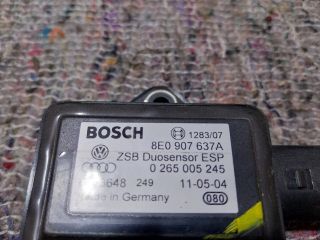 BOSCH 1283/07
8E0 907 637A
ZSB Duosensor ESP
0 265 005 245
648 249 11-05-04
Made in Germany 080